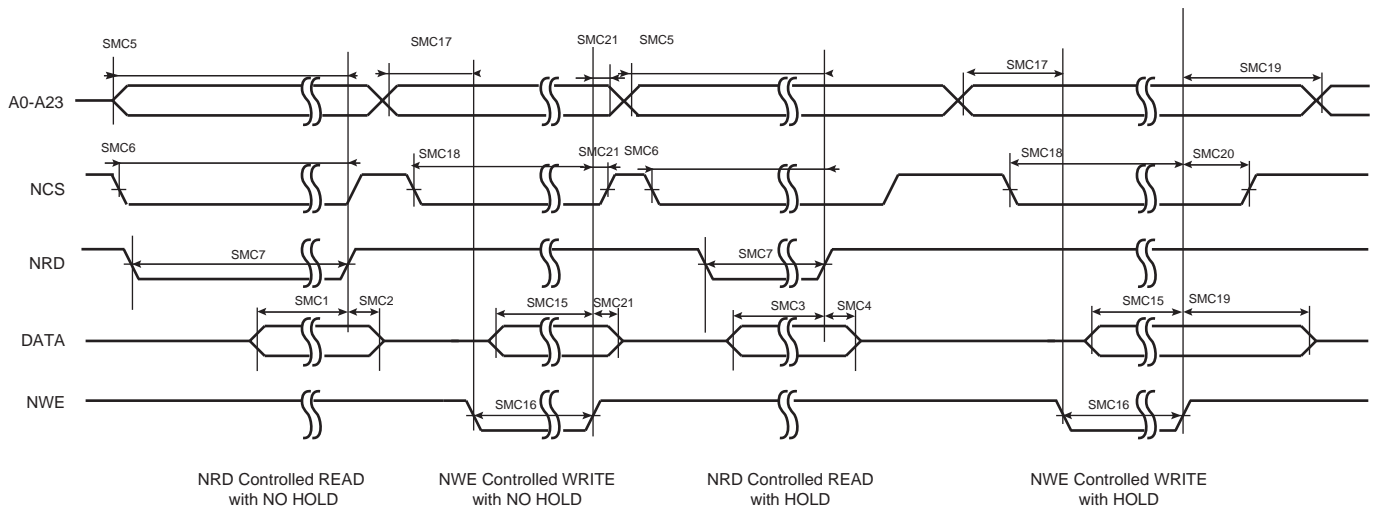 SMC5 SMC17 SMC21 SMC5 SMC17 SMC19
A0-A23
SMC6 SMC18 SMC21 SMC6 SMC18 SMC20
NCS
NRD SMC7 SMC7
SMC1 SMC2 SMC15 SMC21 SMC3 SMC4 SMC15 SMC19
DATA
NWE SMC16 SMC16
NRD Controlled READ
with NO HOLD
NWE Controlled WRITE
with NO HOLD
NRD Controlled READ
with HOLD
NWE Controlled WRITE
with HOLD